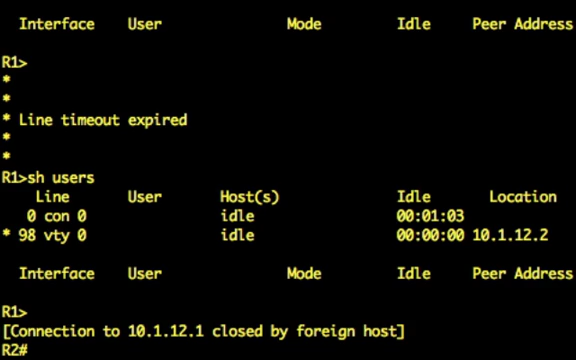 Interface User Mode Idle Peer Address
R1>
*
*
* Line timeout expired
*
*
R1>sh users
Line User Host(s) Idle Location
0 con 0 idle 00:01:03
* 98 vty 0 idle 00:00:00 10.1.12.2
Interface User Mode Idle Peer Address
R1>
[Connection to 10.1.12.1 closed by foreign host]
R2#